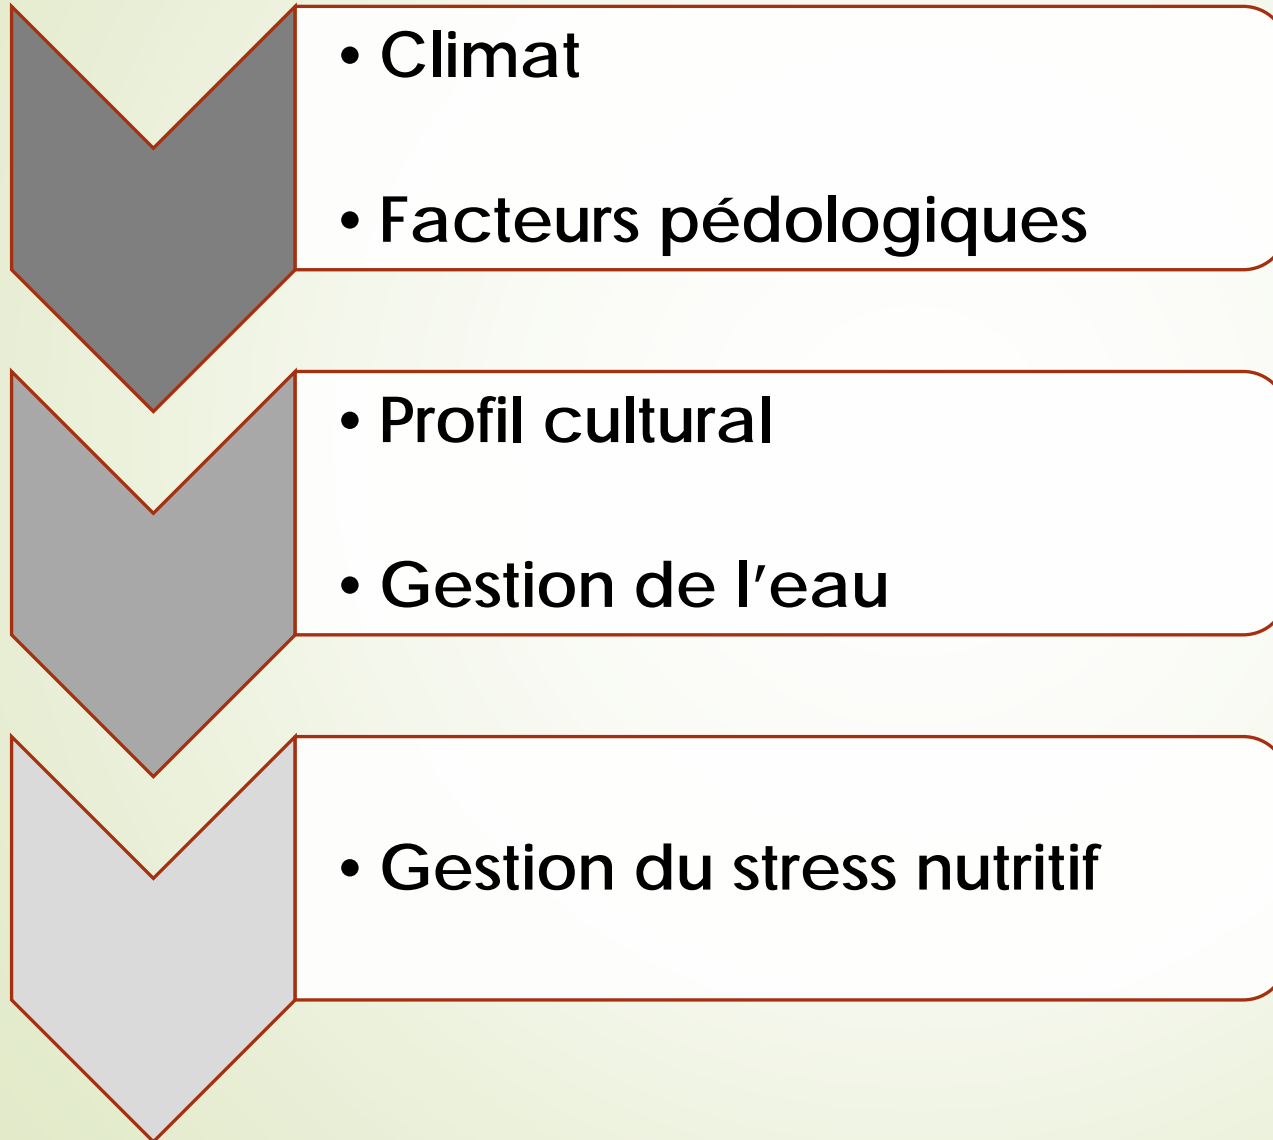 • Climat
• Facteurs pédologiques
• Profil cultural
• Gestion de l’eau
• Gestion du stress nutritif